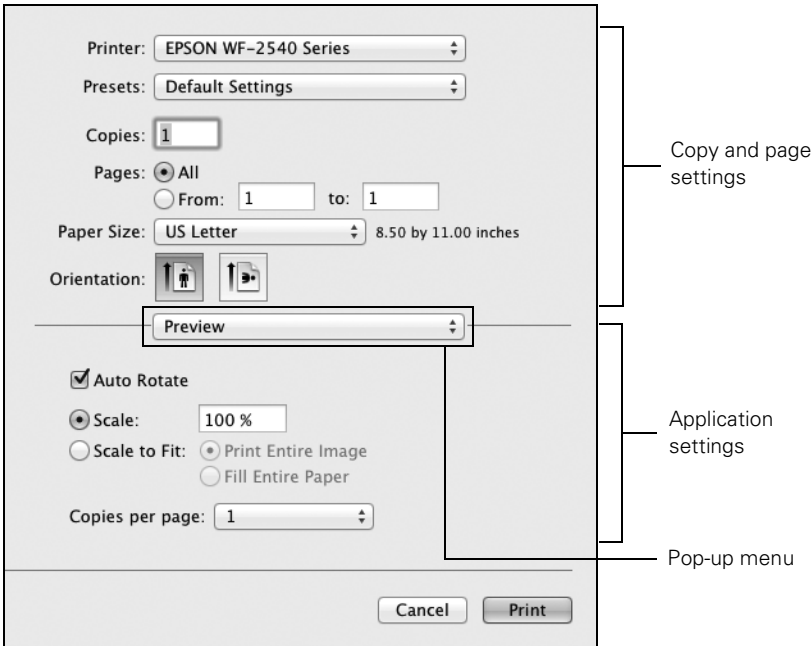 Printer: EPSON WF-2540 Series
Presets: Default Settings
Copies: 1
Pages: All
From: 1 to: 1
Paper Size: US Letter 8.50 by 11.00 inches
Orientation:
Preview
Auto Rotate
Scale: 100 %
Scale to Fit: Print Entire Image
Fill Entire Paper
Copies per page: 1
Cancel Print
Copy and page
settings
Application
settings
Pop-up menu